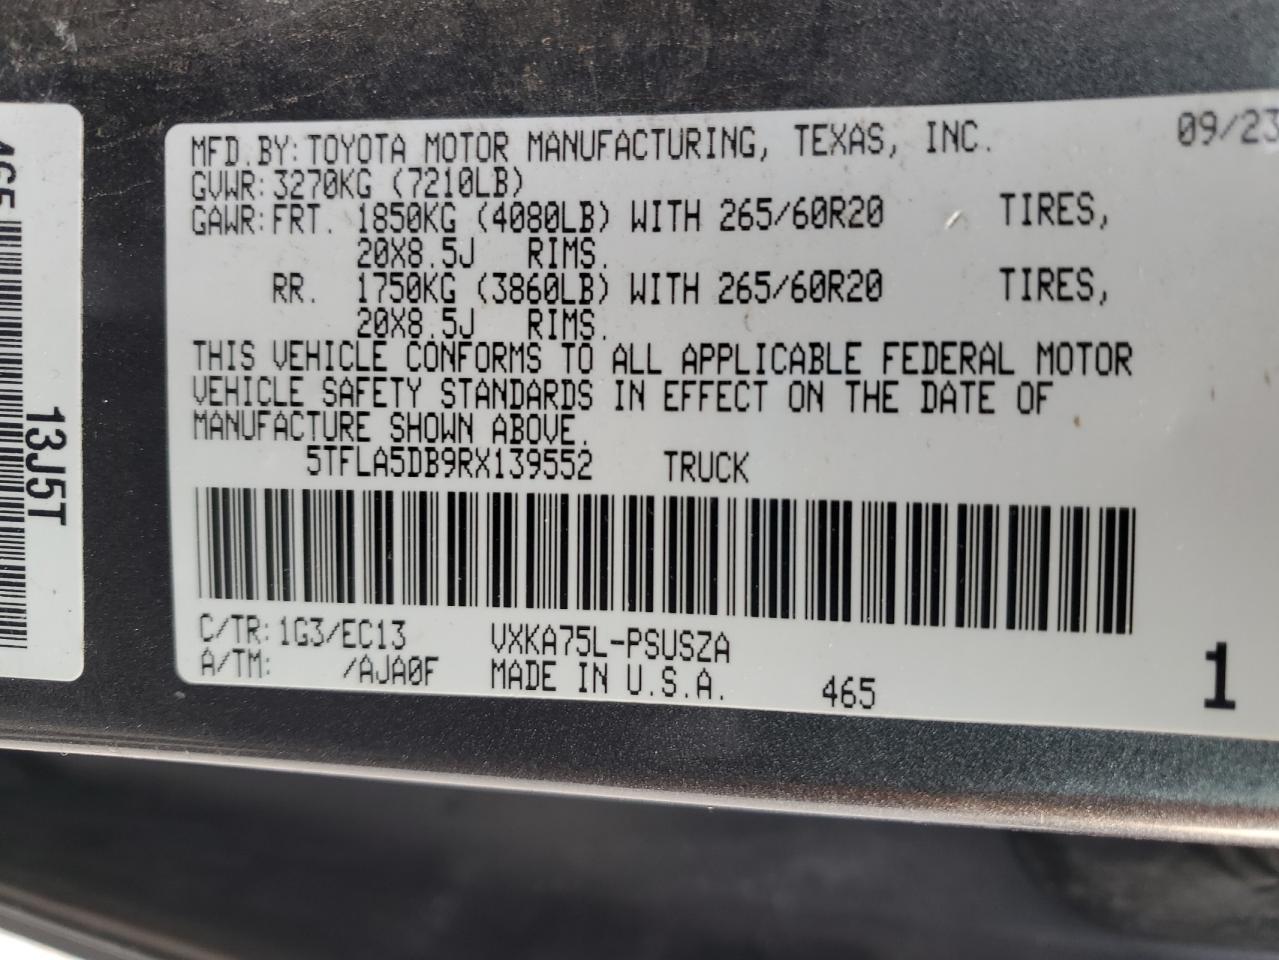 MFD.BY: TOYOTA MOTOR MANUFACTURING, TEXAS, INC. 09/23
GVWR: 3270KG (7210LB)
GAWR: FRT. 1850KG (4080LB) WITH 265/60R20 TIRES,
20X8.5J RIMS.
RR. 1750KG (3860LB) WITH 265/60R20 TIRES,
20X8.5J RIMS.
THIS VEHICLE CONFORMS TO ALL APPLICABLE FEDERAL MOTOR
VEHICLE SAFETY STANDARDS IN EFFECT ON THE DATE OF
MANUFACTURE SHOWN ABOVE.
5TFLA5DB9RX139552 TRUCK
C/TR: 1G3/EC13 VXKA75L-PSUSZA
A/TM: /AJA0F MADE IN U.S.A. 465 1
465
13J5T